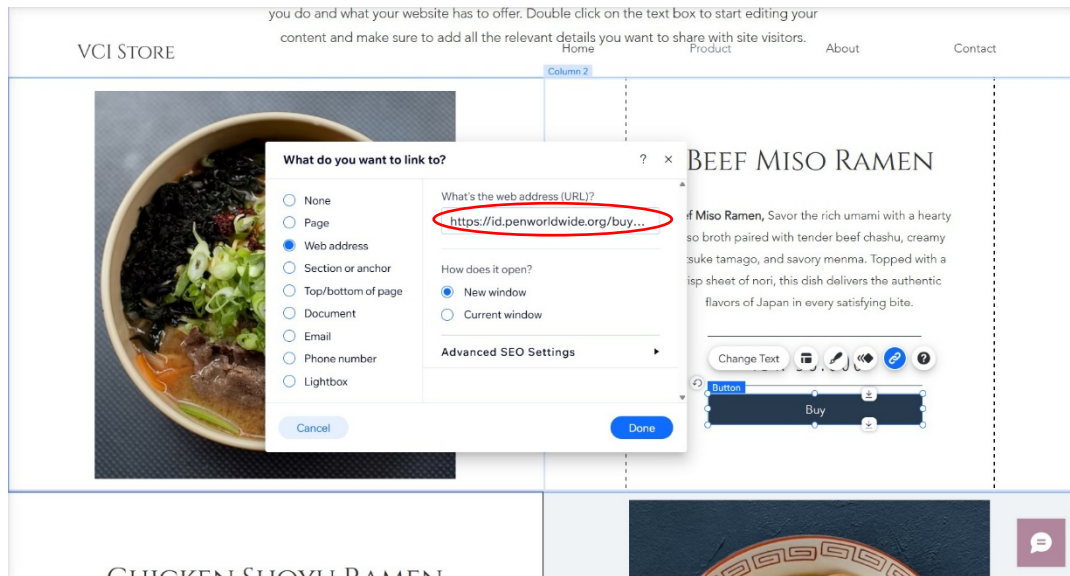 you do and what your website has to offer. Double click on the text box to start editing your
content and make sure to add all the relevant details you want to share with site visitors.
VCI Store
Home
Product
About
Contact
Column 2
What do you want to link to?
?
None
Page
Web address
Section or anchor
Top/bottom of page
Document
Email
Phone number
Lightbox
What's the web address (URL)?
https://id.penworldwide.org/buy...
How does it open?
New window
Current window
Advanced SEO Settings
Cancel
Done
Beef Miso Ramen
Miso Ramen, Savor the rich umami with a hearty
broth paired with tender beef chashu, creamy
tamago, and savory menma. Topped with a
sheet of nori, this dish delivers the authentic
flavors of Japan in every satisfying bite.
Change Text
?
Button
Buy
Chicken Shoyu Ramen